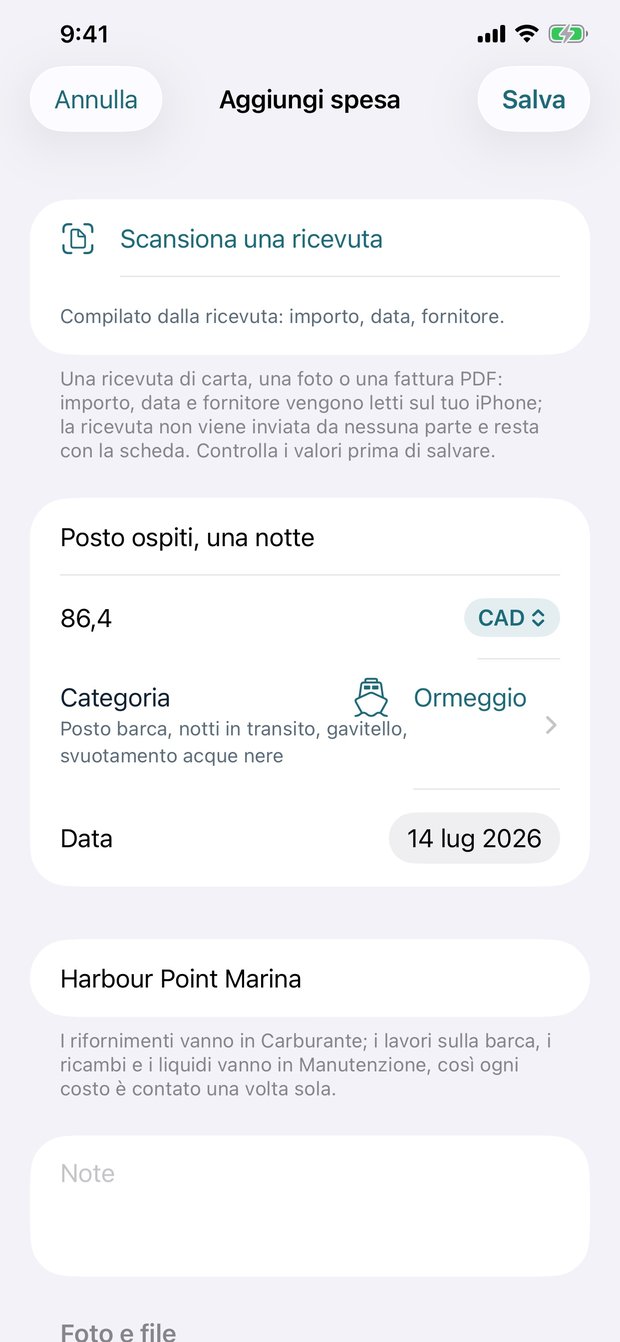 9:41
Annulla
Aggiungi spesa
Salva
Scansiona una ricevuta
Compilato dalla ricevuta: importo, data, fornitore.
Una ricevuta di carta, una foto o una fattura PDF:
importo, data e fornitore vengono letti sul tuo iPhone;
la ricevuta non viene inviata da nessuna parte e resta
con la scheda. Controlla i valori prima di salvare.
Posto ospiti, una notte
86,4
CAD
Categoria
Ormeggio
Posto barca, notti in transito, gavitello,
svuotamento acque nere
Data
14 lug 2026
Harbour Point Marina
I rifornimenti vanno in Carburante; i lavori sulla barca, i
ricambi e i liquidi vanno in Manutenzione, così ogni
costo è contato una volta sola.
Note
Foto e file